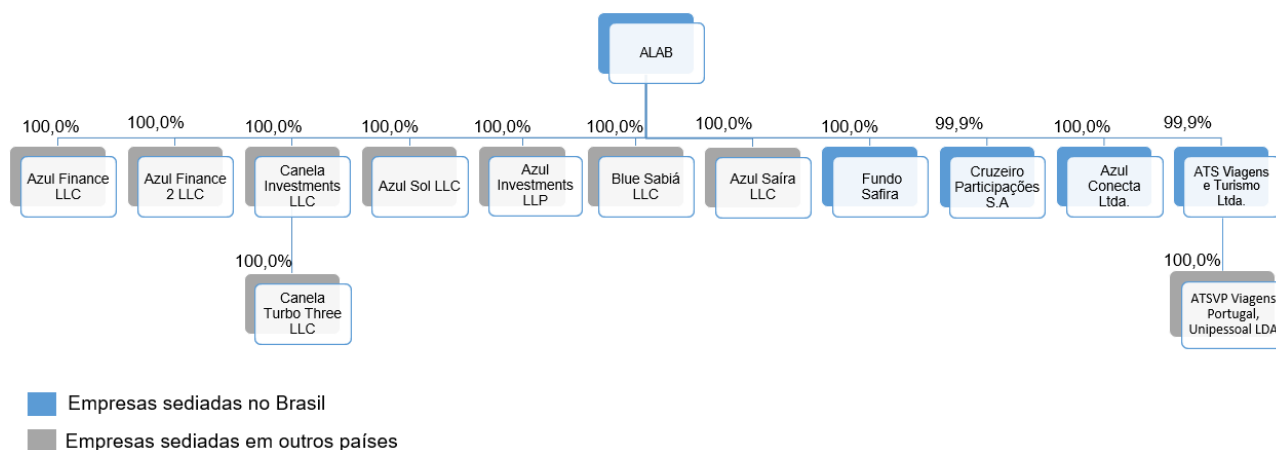 ALAB
100,0%
100,0%
100,0%
100,0%
100,0%
100,0%
100,0%
100,0%
99,9%
100,0%
99,9%
Azul Finance
LLC
Azul Finance
2 LLC
Canela
Investments
LLC
Azul Sol LLC
Azul
Investments
LLP
Blue Sabiá
LLC
Azul Saíra LLC
Fundo
Safira
Cruzeiro
Participações
S.A
Azul
Conecta
Ltda.
ATS Viagens
e Turismo
Ltda.
100,0%
Canela
Turbo Three
LLC
100,0%
ATSVP Viagens
Portugal,
Unipessoal LDA
Empresas sediadas no Brasil
Empresas sediadas em outros países